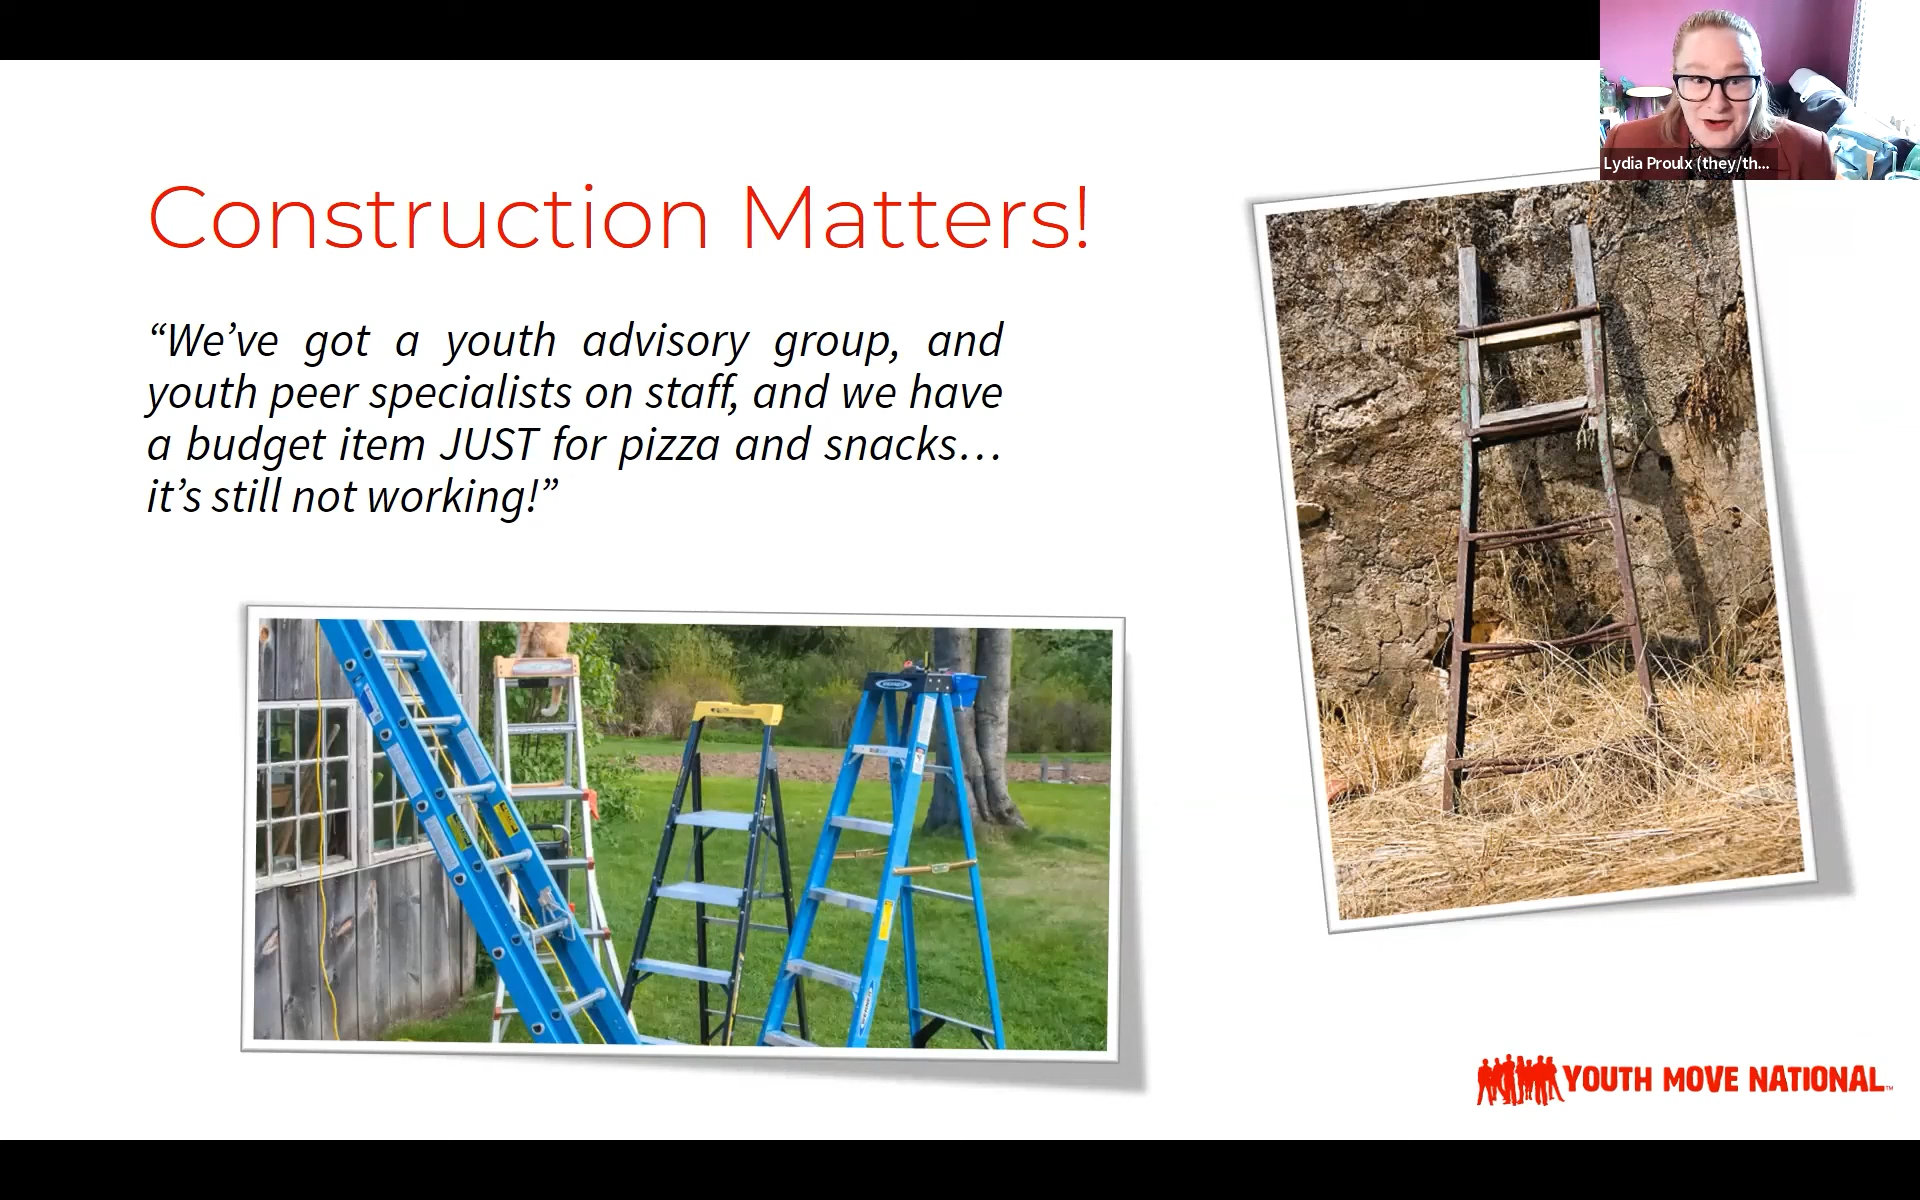 Lydia Proulx (they/th...
Construction Matters!
“We’ve got a youth advisory group, and
youth peer specialists on staff, and we have
a budget item JUST for pizza and snacks…
it’s still not working!”
YOUTH MOVE NATIONAL™